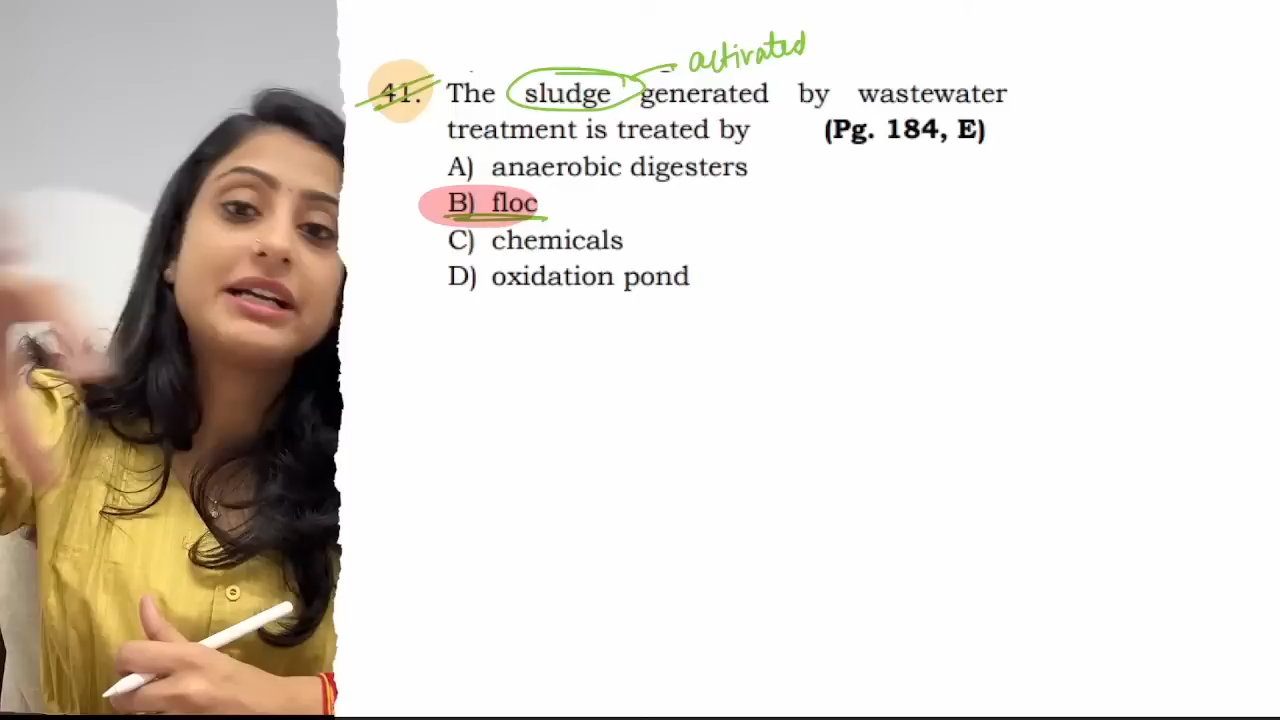 activated
41. The sludge generated by wastewater
treatment is treated by (Pg. 184, E)
A) anaerobic digesters
B) floc
C) chemicals
D) oxidation pond